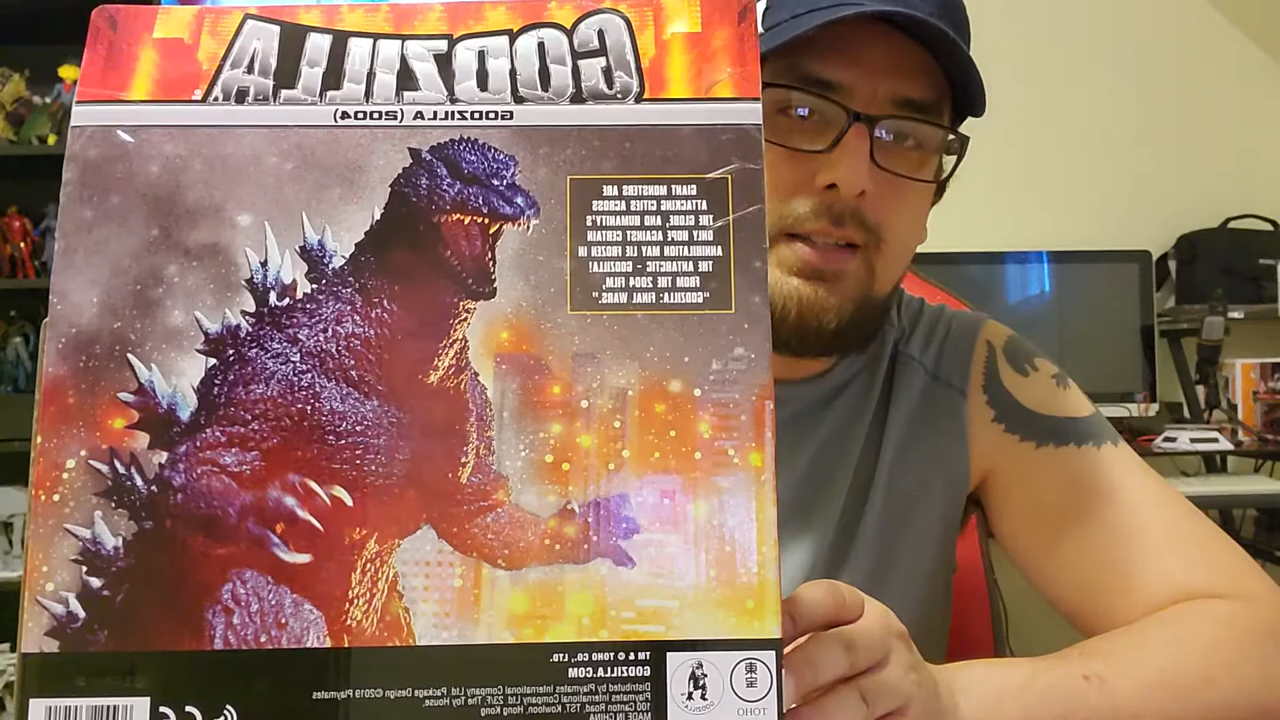 GODZILLA
GODZILLA (2004)
GIANT MONSTERS ARE
ATTACKING CITIES ACROSS
THE GLOBE, AND HUMANITY'S
ONLY HOPE AGAINST CERTAIN
ANNIHILATION MAY LIE FROZEN IN
THE ANTARCTIC - GODZILLA!
FROM THE 2004 FILM,
"GODZILLA: FINAL WARS."
TM & © TOHO CO., LTD.
GODZILLA.COM
Distributed by Playmates International Company Ltd. Package Design ©2019 Playmates
Playmates International Company Ltd. 23/F, The Toy House,
100 Canton Road, TST, Kowloon, Hong Kong
MADE IN CHINA
GODZILLA
東宝
TOHO
CE